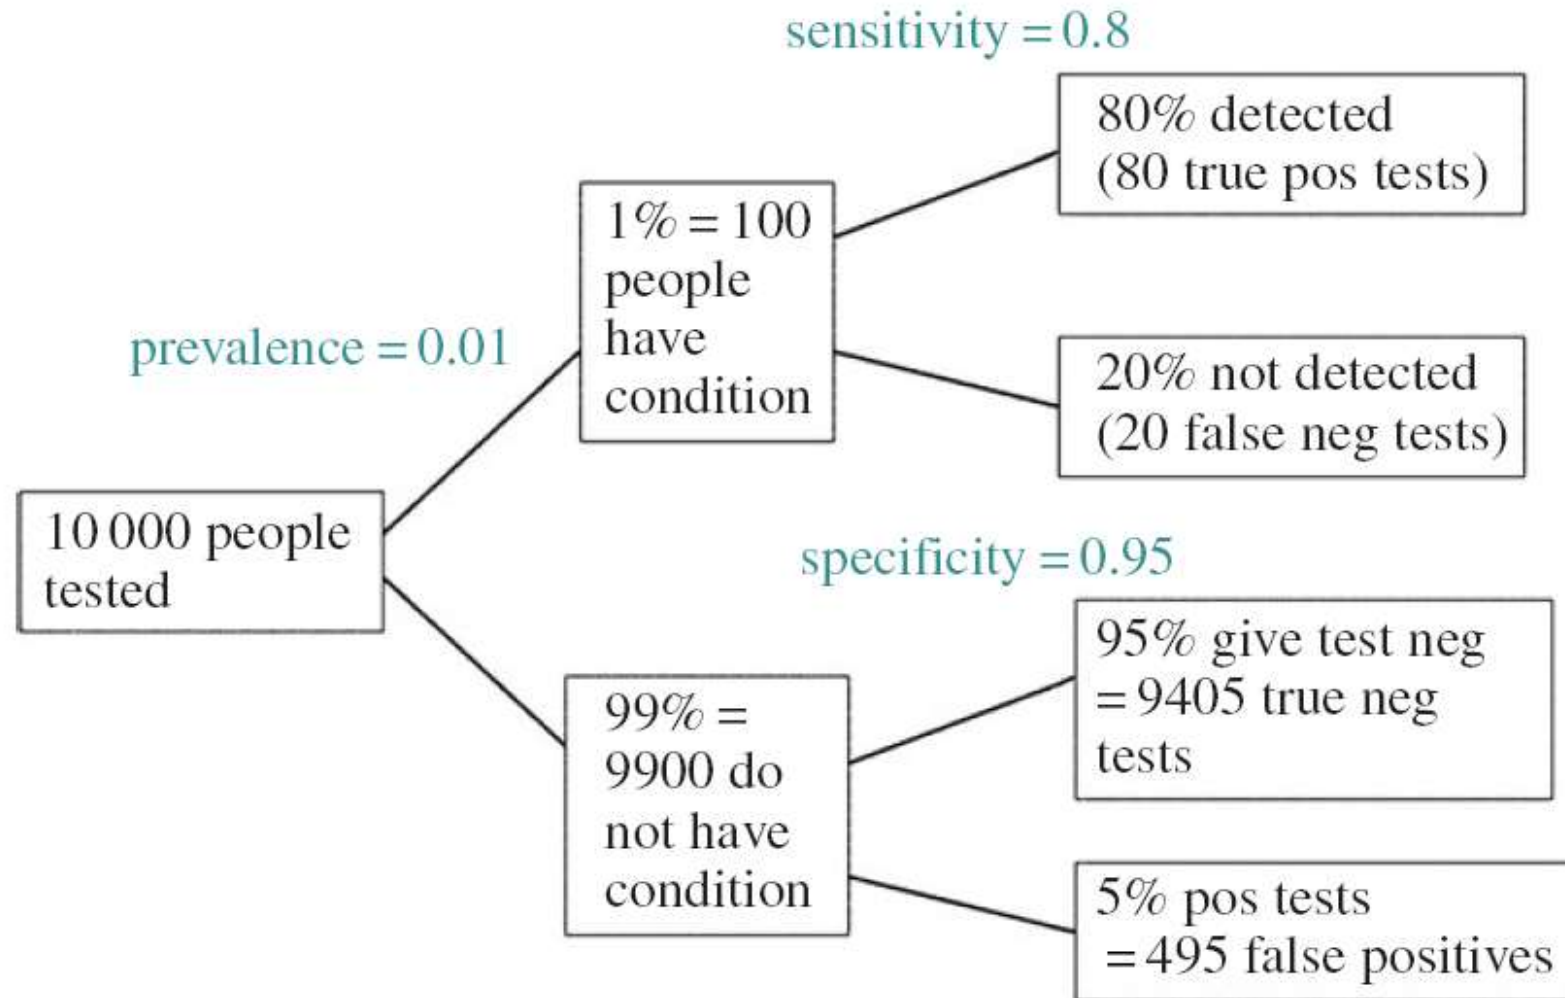 sensitivity = 0.8
80% detected
(80 true pos tests)
1% = 100
people
have
condition
prevalence = 0.01
20% not detected
(20 false neg tests)
10 000 people
tested
specificity = 0.95
95% give test neg
= 9405 true neg
tests
99% =
9900 do
not have
condition
5% pos tests
= 495 false positives